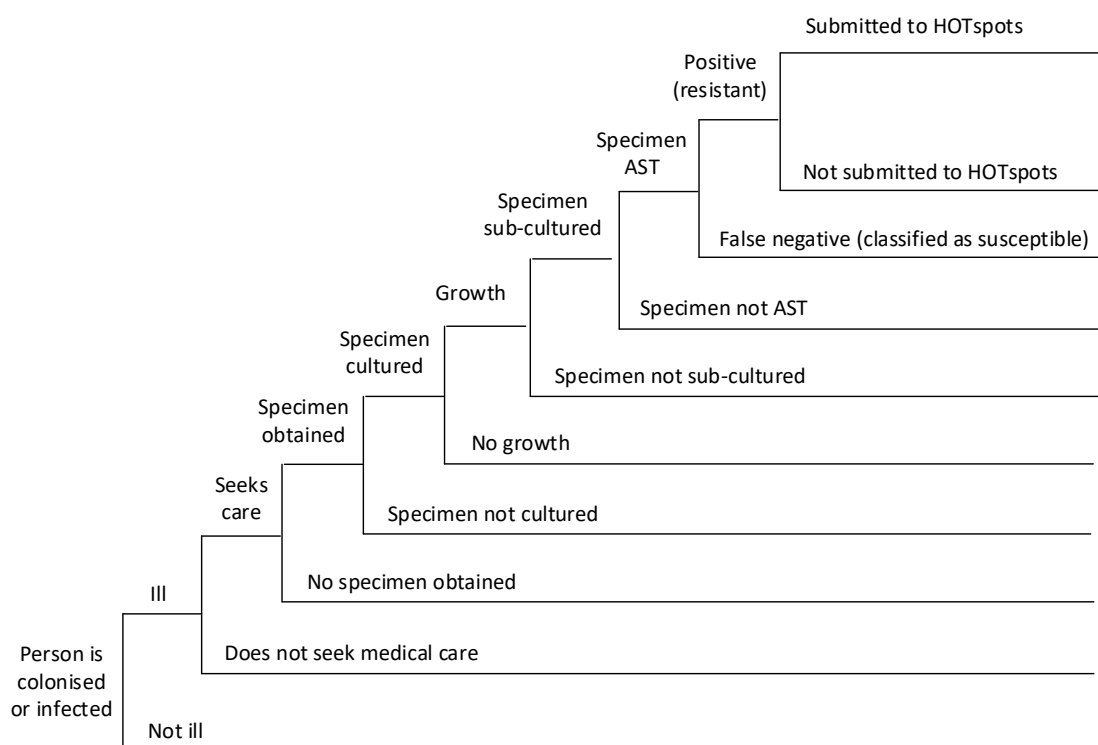 Submitted to HOTspots
Positive
(resistant)
Specimen
AST
Not submitted to HOTspots
Specimen
sub-cultured
False negative (classified as susceptible)
Growth
Specimen not AST
Specimen
cultured
Specimen not sub-cultured
Specimen
obtained
No growth
Seeks
care
Specimen not cultured
Ill
No specimen obtained
Person is
colonised
or infected
Does not seek medical care
Not ill